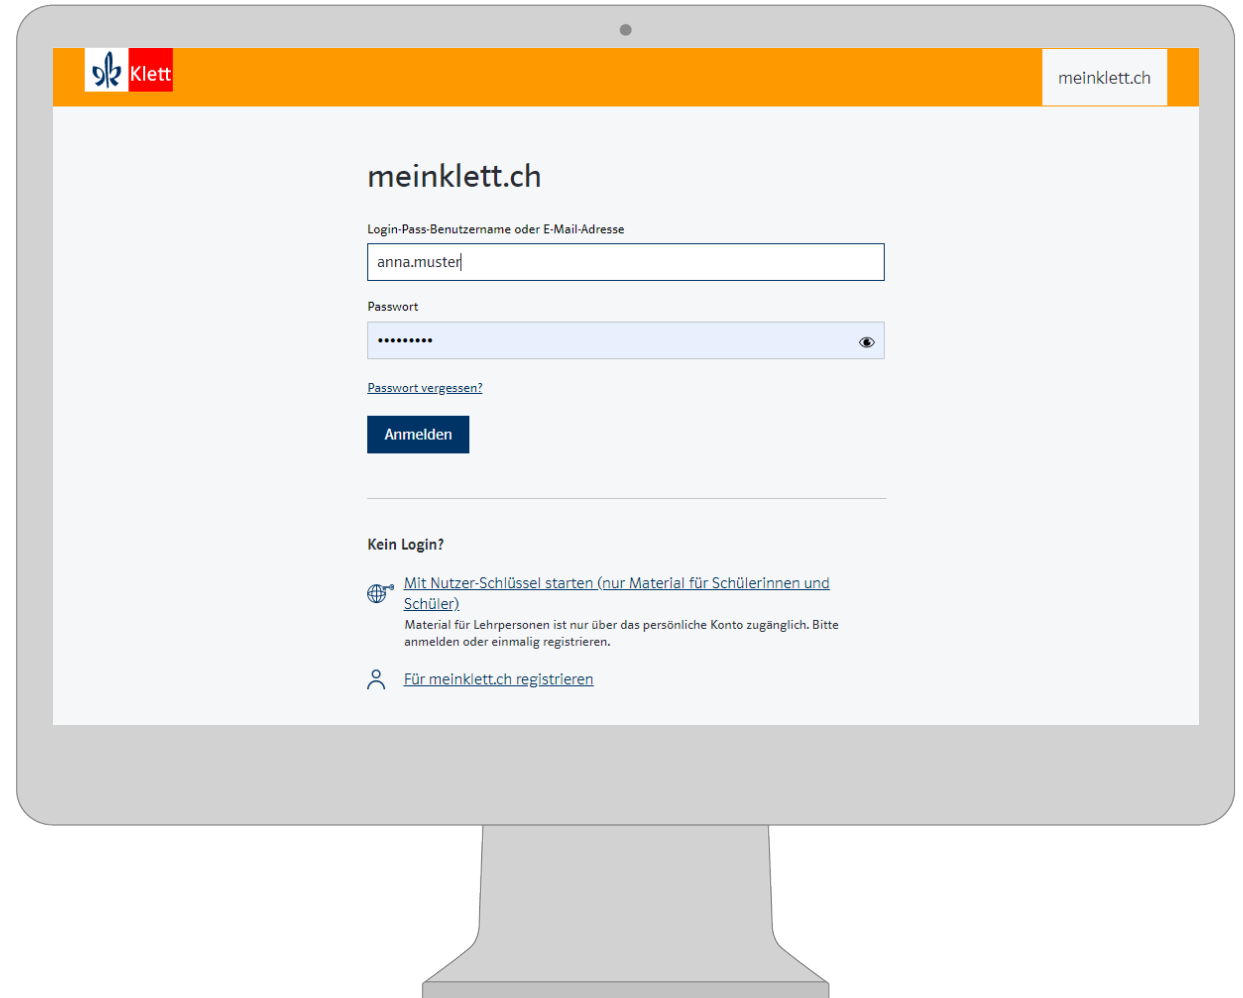 Klett
meinklett.ch
meinklett.ch
Login-Pass-Benutzername oder E-Mail-Adresse
anna.muster
Passwort
•••••••••
Passwort vergessen?
Anmelden
Kein Login?
Mit Nutzer-Schlüssel starten (nur Material für Schülerinnen und
Schüler)
Material für Lehrpersonen ist nur über das persönliche Konto zugänglich. Bitte
anmelden oder einmalig registrieren.
Für meinklett.ch registrieren